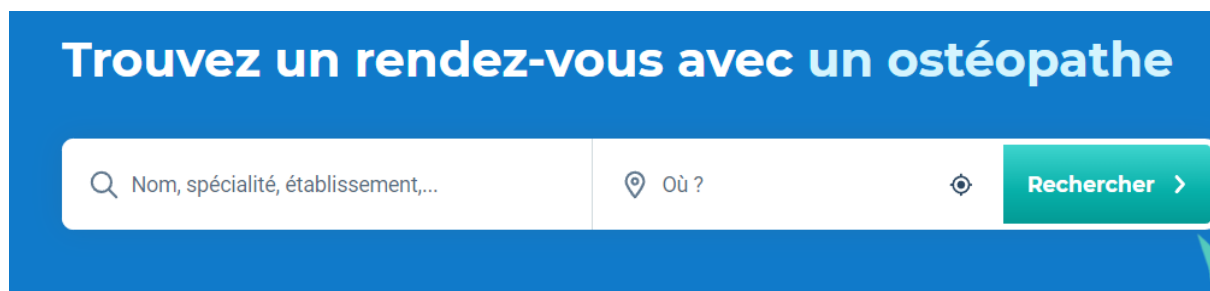 Trouvez un rendez-vous avec un ostéopathe
Nom, spécialité, établissement,... Où ? Rechercher